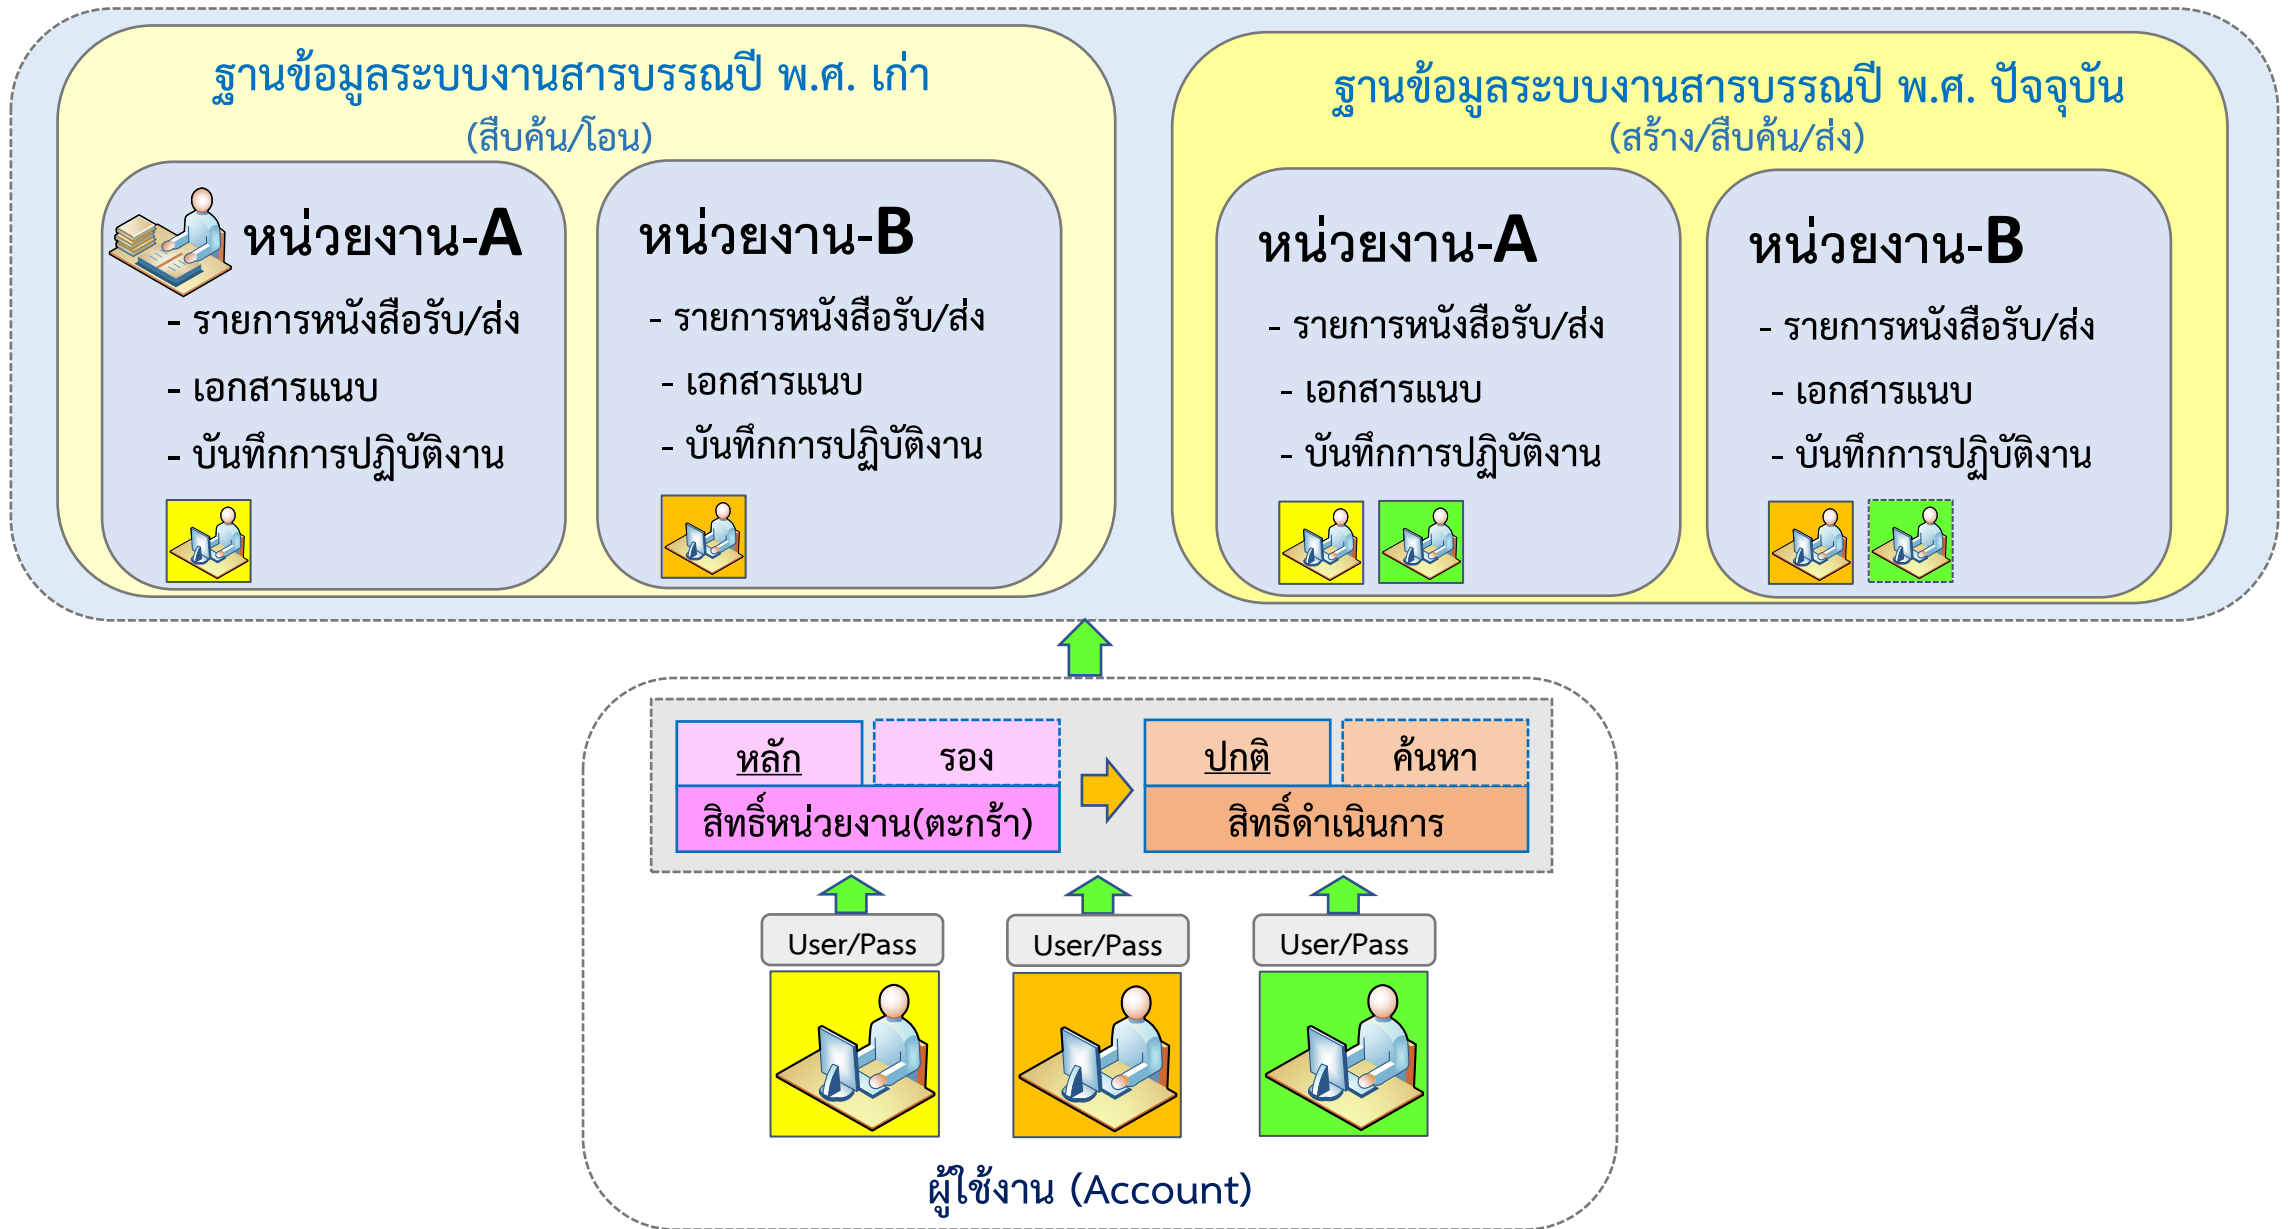 ฐานข้อมูลระบบงานสารบรรณปี พ.ศ. เก่า
(สืบค้น/โอน)
หน่วยงาน-A
- รายการหนังสือรับ/ส่ง
- เอกสารแนบ
- บันทึกการปฏิบัติงาน
หน่วยงาน-B
- รายการหนังสือรับ/ส่ง
- เอกสารแนบ
- บันทึกการปฏิบัติงาน
ฐานข้อมูลระบบงานสารบรรณปี พ.ศ. ปัจจุบัน
(สร้าง/สืบค้น/ส่ง)
หน่วยงาน-A
- รายการหนังสือรับ/ส่ง
- เอกสารแนบ
- บันทึกการปฏิบัติงาน
หน่วยงาน-B
- รายการหนังสือรับ/ส่ง
- เอกสารแนบ
- บันทึกการปฏิบัติงาน
หลัก
รอง
สิทธิ์หน่วยงาน(ตะกร้า)
ปกติ
ค้นหา
สิทธิ์ดำเนินการ
User/Pass
User/Pass
User/Pass
ผู้ใช้งาน (Account)